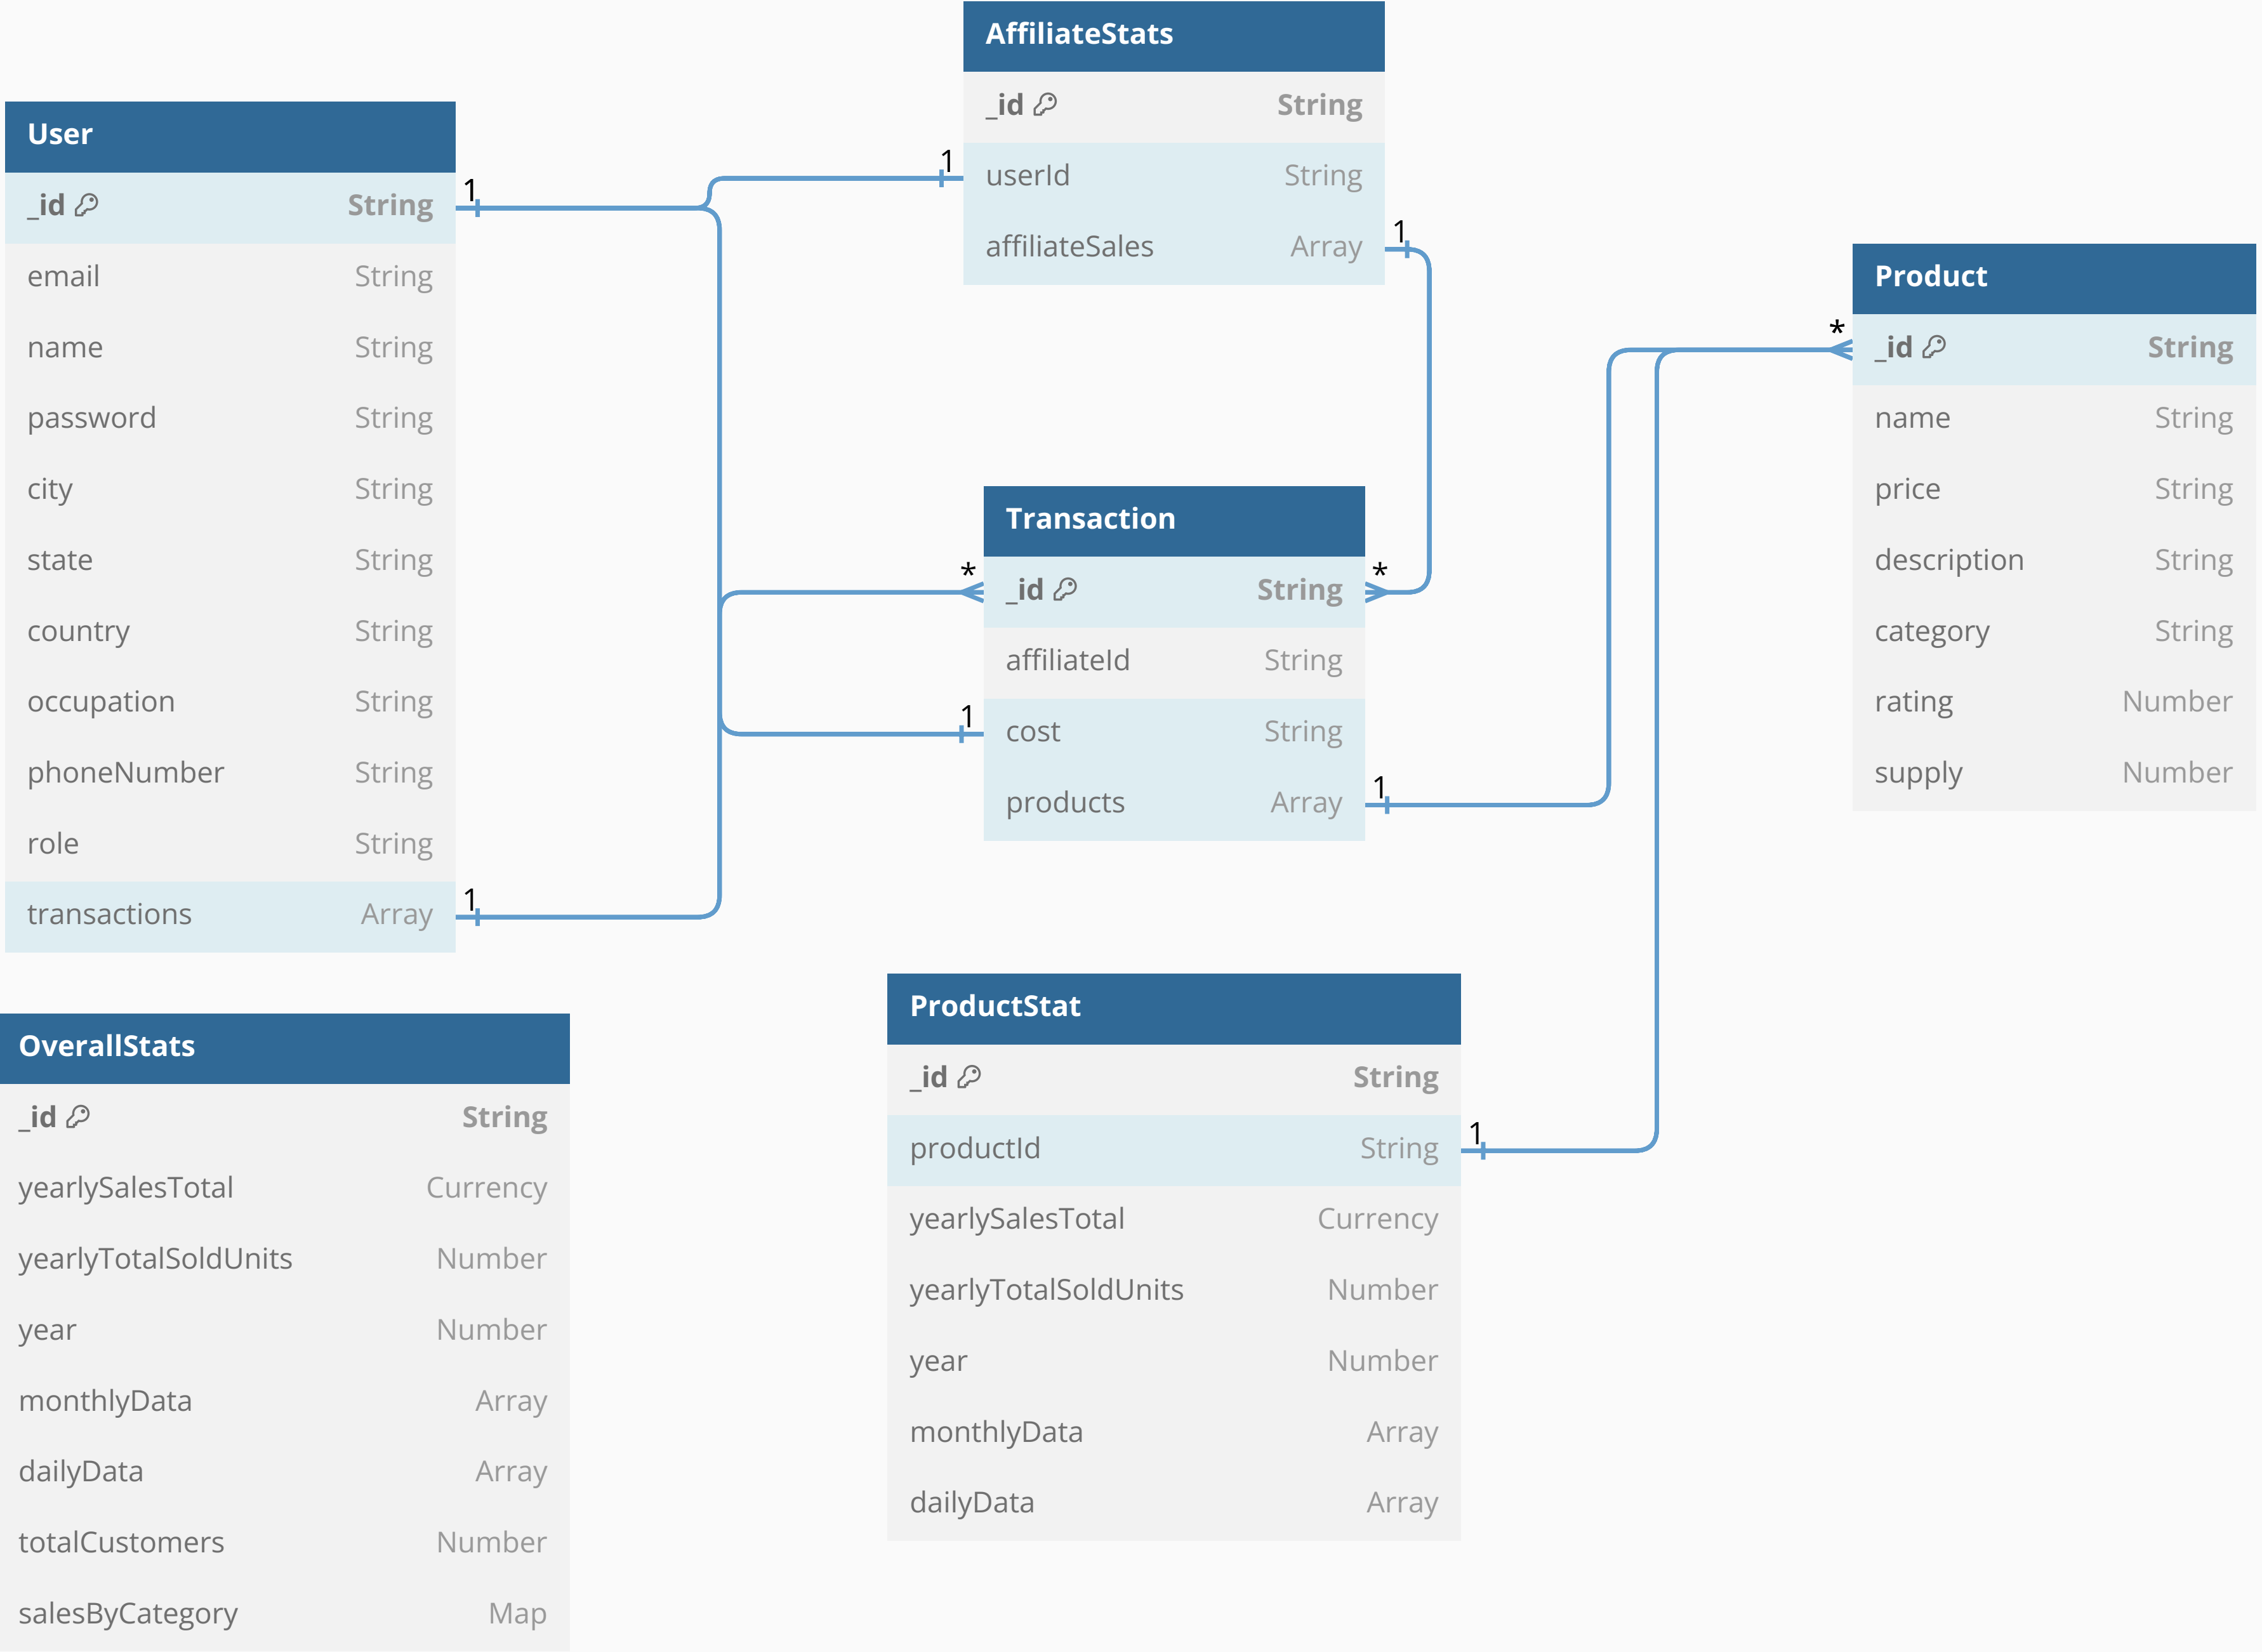 AffiliateStats
_id String
userId String
affiliateSales Array
1
1
User
_id String
email String
name String
password String
city String
state String
country String
occupation String
phoneNumber String
role String
transactions Array
1
1
Product
_id String
name String
price String
description String
category String
rating Number
supply Number
*
Transaction
_id String
affiliateId String
cost String
products Array
*
*
1
1
ProductStat
_id String
productId String
yearlySalesTotal Currency
yearlyTotalSoldUnits Number
year Number
monthlyData Array
dailyData Array
1
OverallStats
_id String
yearlySalesTotal Currency
yearlyTotalSoldUnits Number
year Number
monthlyData Array
dailyData Array
totalCustomers Number
salesByCategory Map